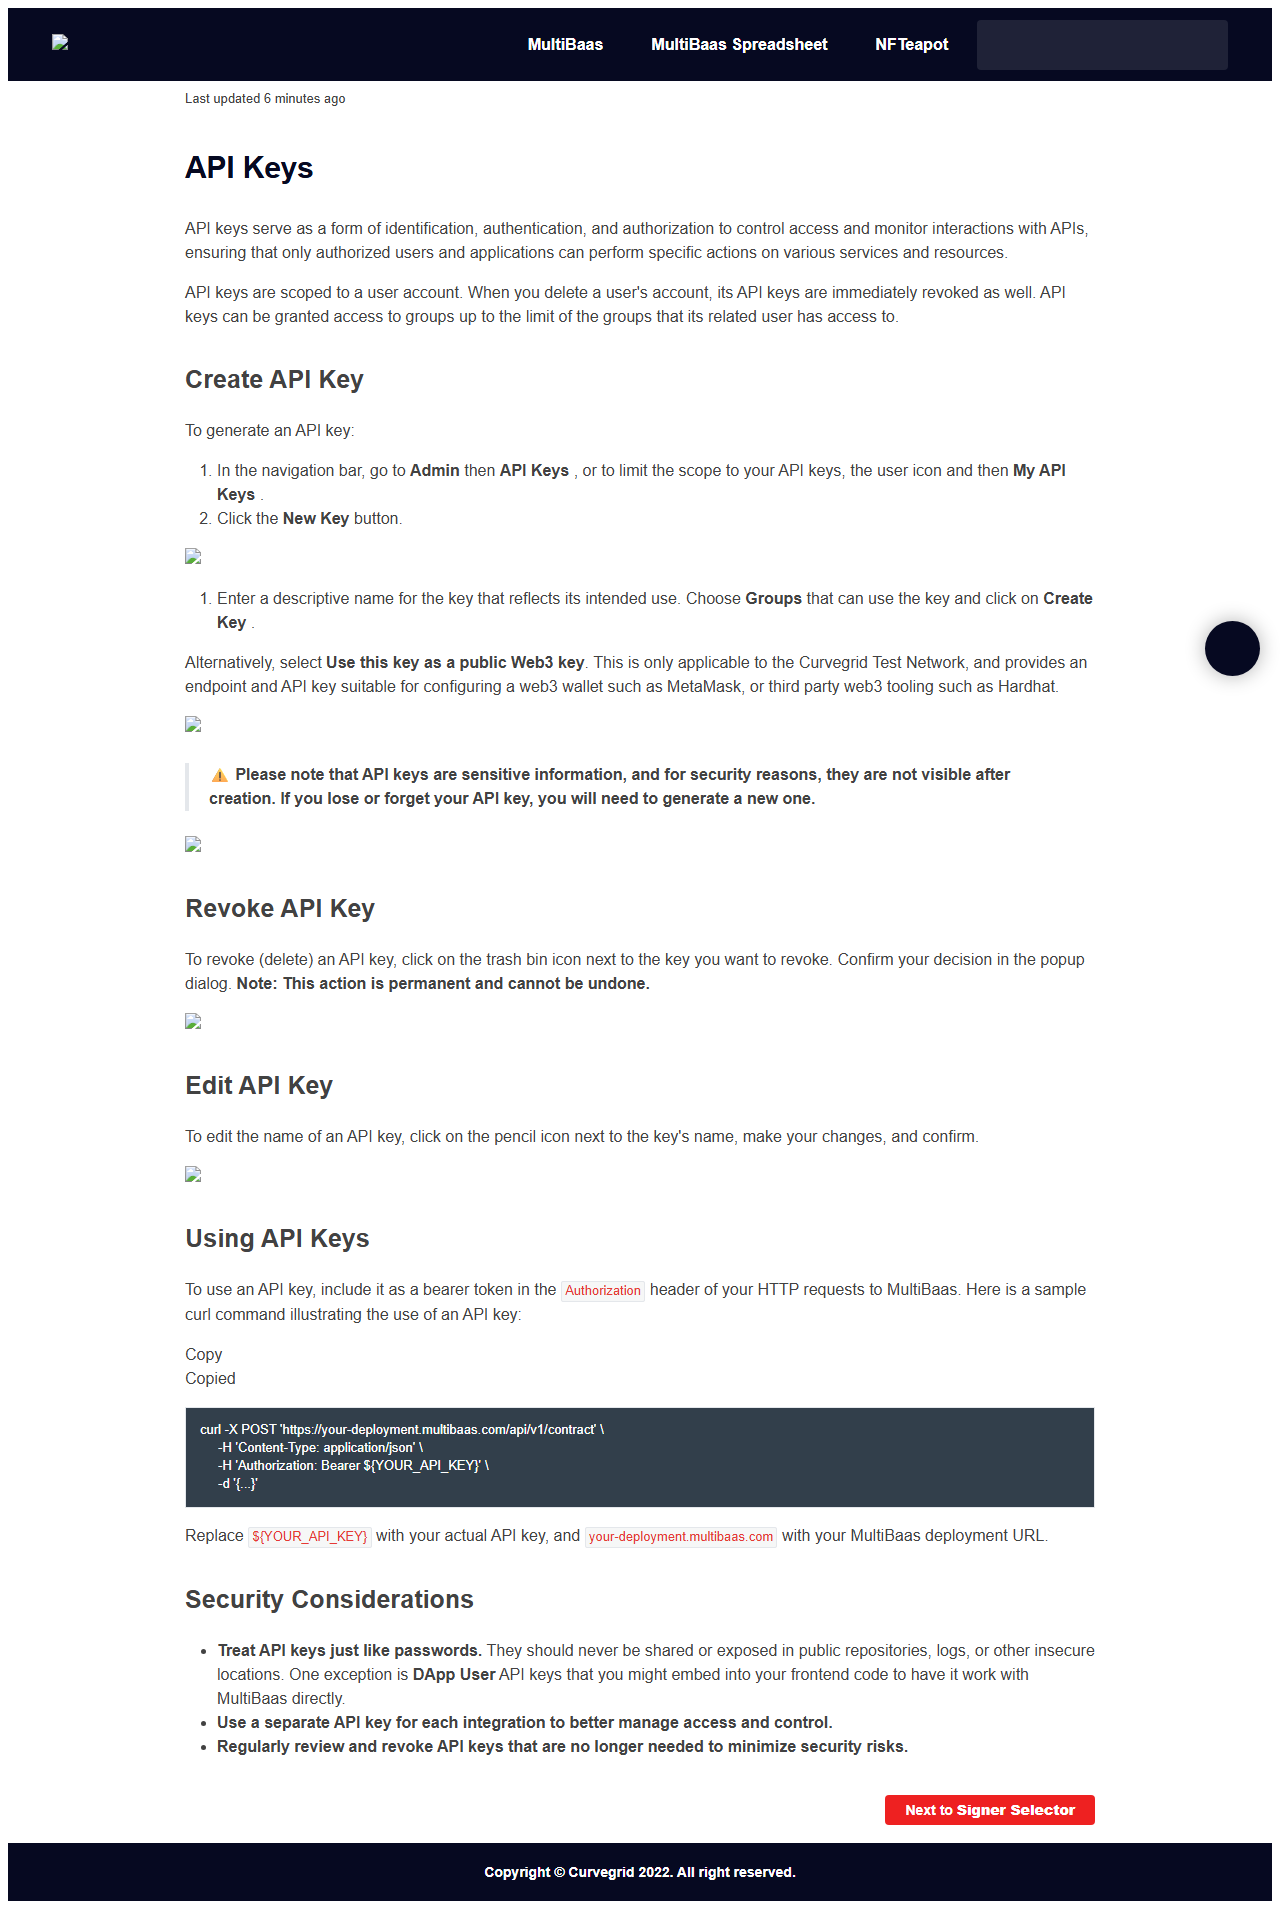 MultiBaas MultiBaas Spreadsheet NFTeapot
Last updated 6 minutes ago
API Keys
API keys serve as a form of identification, authentication, and authorization to control access and monitor interactions with APIs,
ensuring that only authorized users and applications can perform specific actions on various services and resources.
API keys are scoped to a user account. When you delete a user's account, its API keys are immediately revoked as well. API
keys can be granted access to groups up to the limit of the groups that its related user has access to.
Create API Key
To generate an API key:
1. In the navigation bar, go to Admin then API Keys , or to limit the scope to your API keys, the user icon and then My API
Keys .
2. Click the New Key button.
1. Enter a descriptive name for the key that reflects its intended use. Choose Groups that can use the key and click on Create
Key .
Alternatively, select Use this key as a public Web3 key. This is only applicable to the Curvegrid Test Network, and provides an
endpoint and API key suitable for configuring a web3 wallet such as MetaMask, or third party web3 tooling such as Hardhat.
⚠️ Please note that API keys are sensitive information, and for security reasons, they are not visible after
creation. If you lose or forget your API key, you will need to generate a new one.
Revoke API Key
To revoke (delete) an API key, click on the trash bin icon next to the key you want to revoke. Confirm your decision in the popup
dialog. Note: This action is permanent and cannot be undone.
Edit API Key
To edit the name of an API key, click on the pencil icon next to the key's name, make your changes, and confirm.
Using API Keys
To use an API key, include it as a bearer token in the Authorization header of your HTTP requests to MultiBaas. Here is a sample
curl command illustrating the use of an API key:
Copy
Copied
curl -X POST 'https://your-deployment.multibaas.com/api/v1/contract' \
-H 'Content-Type: application/json' \
-H 'Authorization: Bearer ${YOUR_API_KEY}' \
-d '{...}'
Replace ${YOUR_API_KEY} with your actual API key, and your-deployment.multibaas.com with your MultiBaas deployment URL.
Security Considerations
• Treat API keys just like passwords. They should never be shared or exposed in public repositories, logs, or other insecure
locations. One exception is DApp User API keys that you might embed into your frontend code to have it work with
MultiBaas directly.
• Use a separate API key for each integration to better manage access and control.
• Regularly review and revoke API keys that are no longer needed to minimize security risks.
Next to Signer Selector
Copyright © Curvegrid 2022. All right reserved.